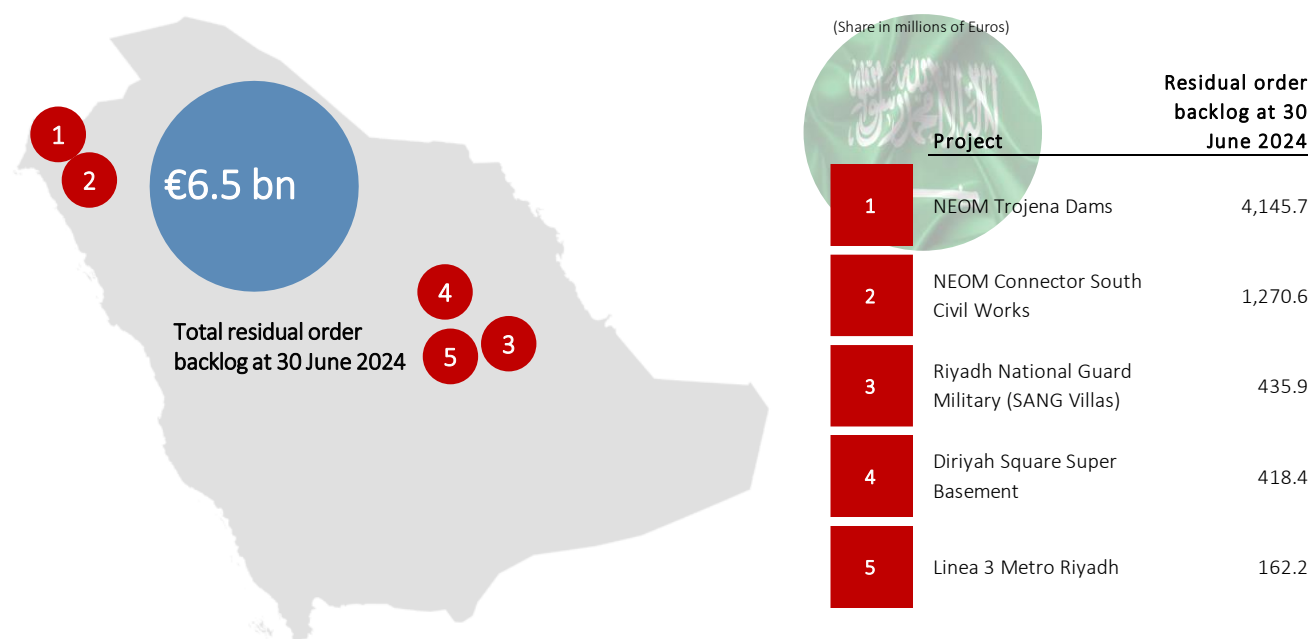 1
2
€6.5 bn
4
5
3
Total residual order
backlog at 30 June 2024
(Share in millions of Euros)
Project
Residual order
backlog at 30
June 2024
1
NEOM Trojena Dams
4,145.7
2
NEOM Connector South
Civil Works
1,270.6
3
Riyadh National Guard
Military (SANG Villas)
435.9
4
Diriyah Square Super
Basement
418.4
5
Linea 3 Metro Riyadh
162.2